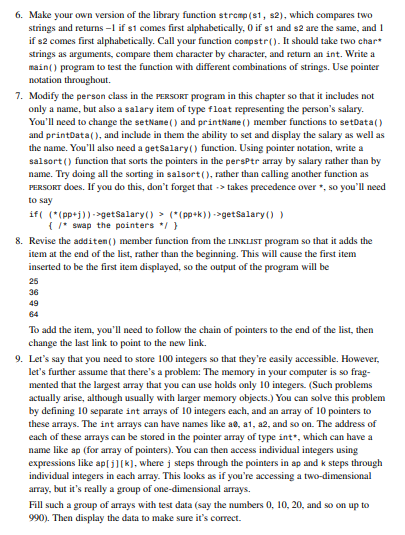 6. Make your own version of the library function strcmp(s1, s2), which compares two
strings and returns –1 if s1 comes first alphabetically, 0 if s1 and s2 are the same, and 1
if s2 comes first alphabetically. Call your function compstr(). It should take two char*
strings as arguments, compare them character by character, and return an int. Write a
main() program to test the function with different combinations of strings. Use pointer
notation throughout.
7. Modify the person class in the PERSORT program in this chapter so that it includes not
only a name, but also a salary item of type float representing the person's salary.
You'll need to change the setName() and printName() member functions to setData()
and printData(), and include in them the ability to set and display the salary as well as
the name. You'll also need a getSalary() function. Using pointer notation, write a
salsort() function that sorts the pointers in the persPtr array by salary rather than by
name. Try doing all the sorting in salsort(), rather than calling another function as
PERSORT does. If you do this, don't forget that -> takes precedence over *, so you'll need
to say
if( (*(pp+j))->getSalary() > (*(pp+k))->getSalary() )
{ /* swap the pointers */ }
8. Revise the additem() member function from the LINKLIST program so that it adds the
item at the end of the list, rather than the beginning. This will cause the first item
inserted to be the first item displayed, so the output of the program will be
25
36
49
64
To add the item, you'll need to follow the chain of pointers to the end of the list, then
change the last link to point to the new link.
9. Let's say that you need to store 100 integers so that they're easily accessible. However,
let's further assume that there's a problem: The memory in your computer is so frag-
mented that the largest array that you can use holds only 10 integers. (Such problems
actually arise, although usually with larger memory objects.) You can solve this problem
by defining 10 separate int arrays of 10 integers each, and an array of 10 pointers to
these arrays. The int arrays can have names like a0, a1, a2, and so on. The address of
each of these arrays can be stored in the pointer array of type int*, which can have a
name like ap (for array of pointers). You can then access individual integers using
expressions like ap[j][k], where j steps through the pointers in ap and k steps through
individual integers in each array. This looks as if you're accessing a two-dimensional
array, but it's really a group of one-dimensional arrays.
Fill such a group of arrays with test data (say the numbers 0, 10, 20, and so on up to
990). Then display the data to make sure it's correct.